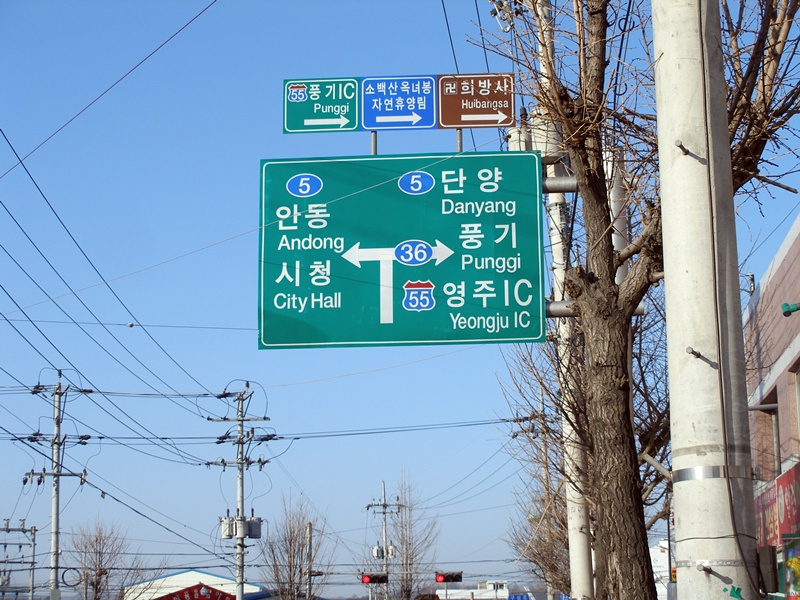 55 풍기IC
Punggi
소백산옥녀봉
자연휴양림
卍 희방사
Huibangsa
5
안동
Andong
시청
City Hall
36
5 단양
Danyang
풍기
Punggi
55 영주IC
Yeongju IC